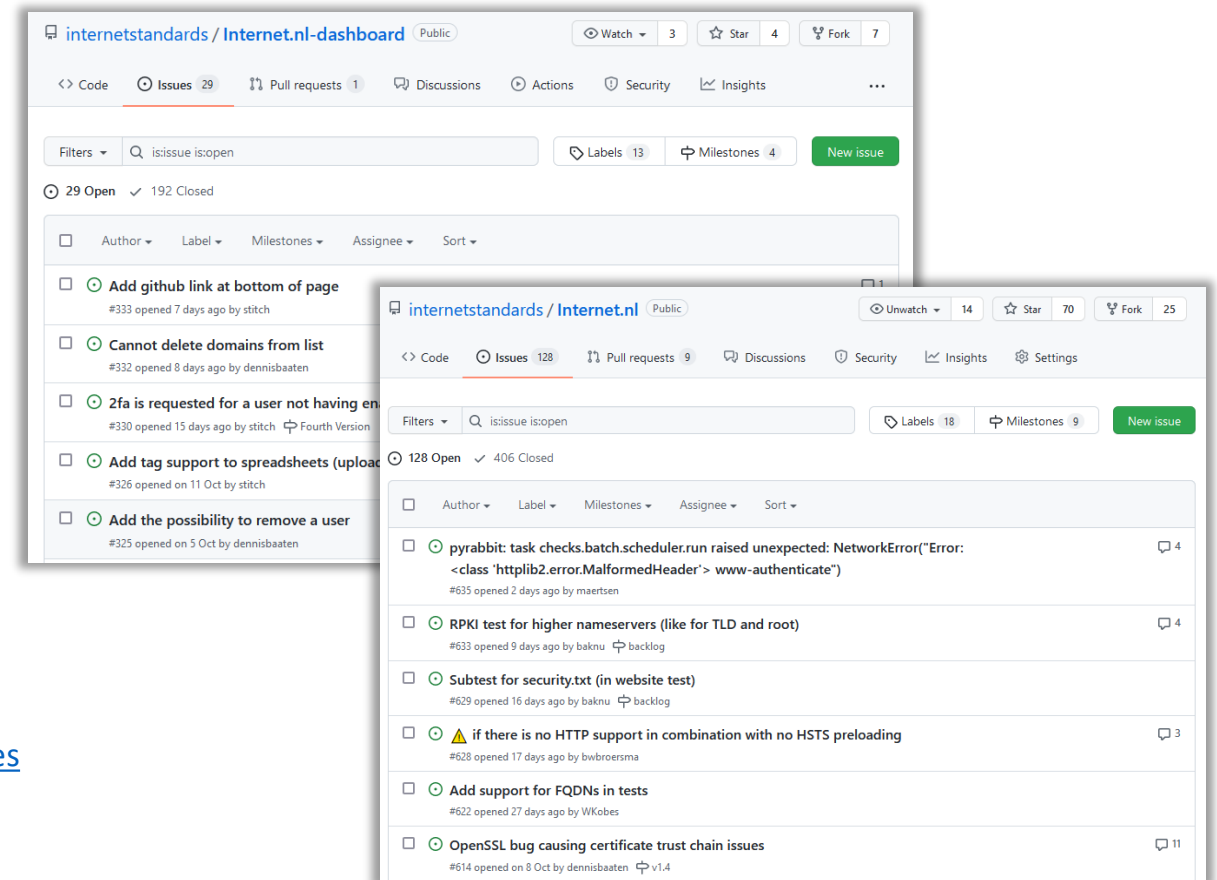 internetstandards / Internet.nl-dashboard Public Watch 3 Star 4 Fork 7
Code Issues 29 Pull requests 1 Discussions Actions Security Insights ...
Filters is:issue is:open Labels 13 Milestones 4 New issue
29 Open 192 Closed
Author Label Milestones Assignee Sort
Add github link at bottom of page 1
#333 opened 7 days ago by stitch
Cannot delete domains from list
#332 opened 8 days ago by dennisbaaten
2fa is requested for a user not having en
#330 opened 15 days ago by stitch Fourth Version
Add tag support to spreadsheets (upload
#326 opened on 11 Oct by stitch
Add the possibility to remove a user
#325 opened on 5 Oct by dennisbaaten
internetstandards / Internet.nl Public Unwatch 14 Star 70 Fork 25
Code Issues 128 Pull requests 9 Discussions Security Insights Settings
Filters is:issue is:open Labels 18 Milestones 9 New issue
128 Open 406 Closed
Author Label Milestones Assignee Sort
pyrabbit: task checks.batch.scheduler.run raised unexpected: NetworkError("Error: 4
<class 'httplib2.error.MalformedHeader'> www-authenticate")
#635 opened 2 days ago by maertsen
RPKI test for higher nameservers (like for TLD and root) 4
#633 opened 9 days ago by baknu backlog
Subtest for security.txt (in website test)
#629 opened 16 days ago by baknu backlog
⚠ if there is no HTTP support in combination with no HSTS preloading 3
#628 opened 17 days ago by bwbroersma
Add support for FQDNs in tests
#622 opened 27 days ago by WKobes
OpenSSL bug causing certificate trust chain issues 11
#614 opened on 8 Oct by dennisbaaten v1.4
es